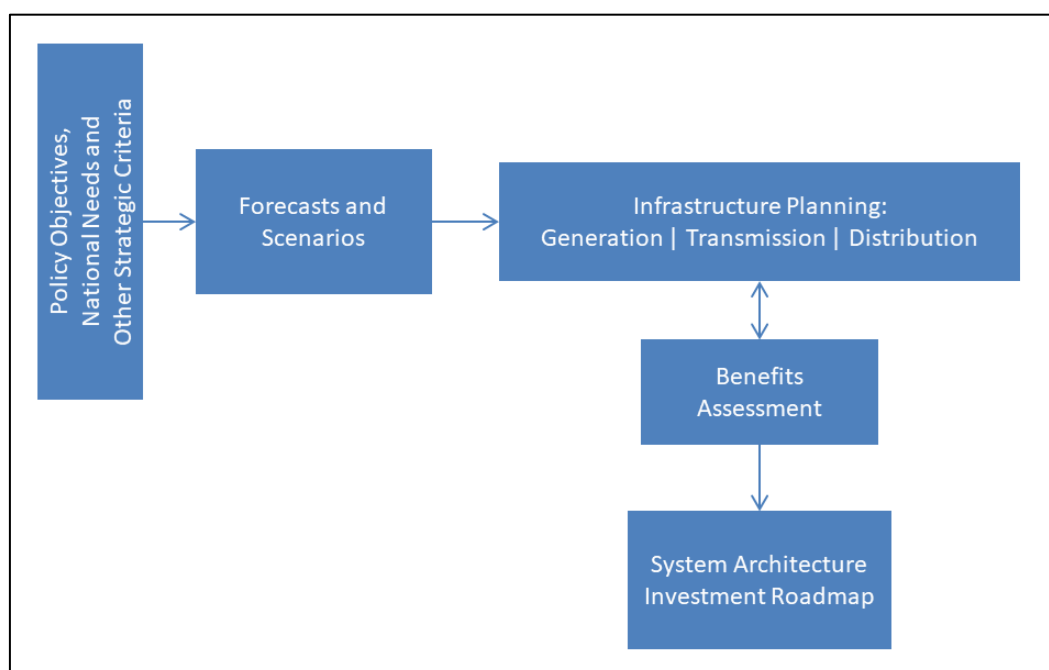 Policy Objectives,
National Needs and
Other Strategic Criteria
Forecasts and
Scenarios
Infrastructure Planning:
Generation | Transmission | Distribution
Benefits
Assessment
System Architecture
Investment Roadmap